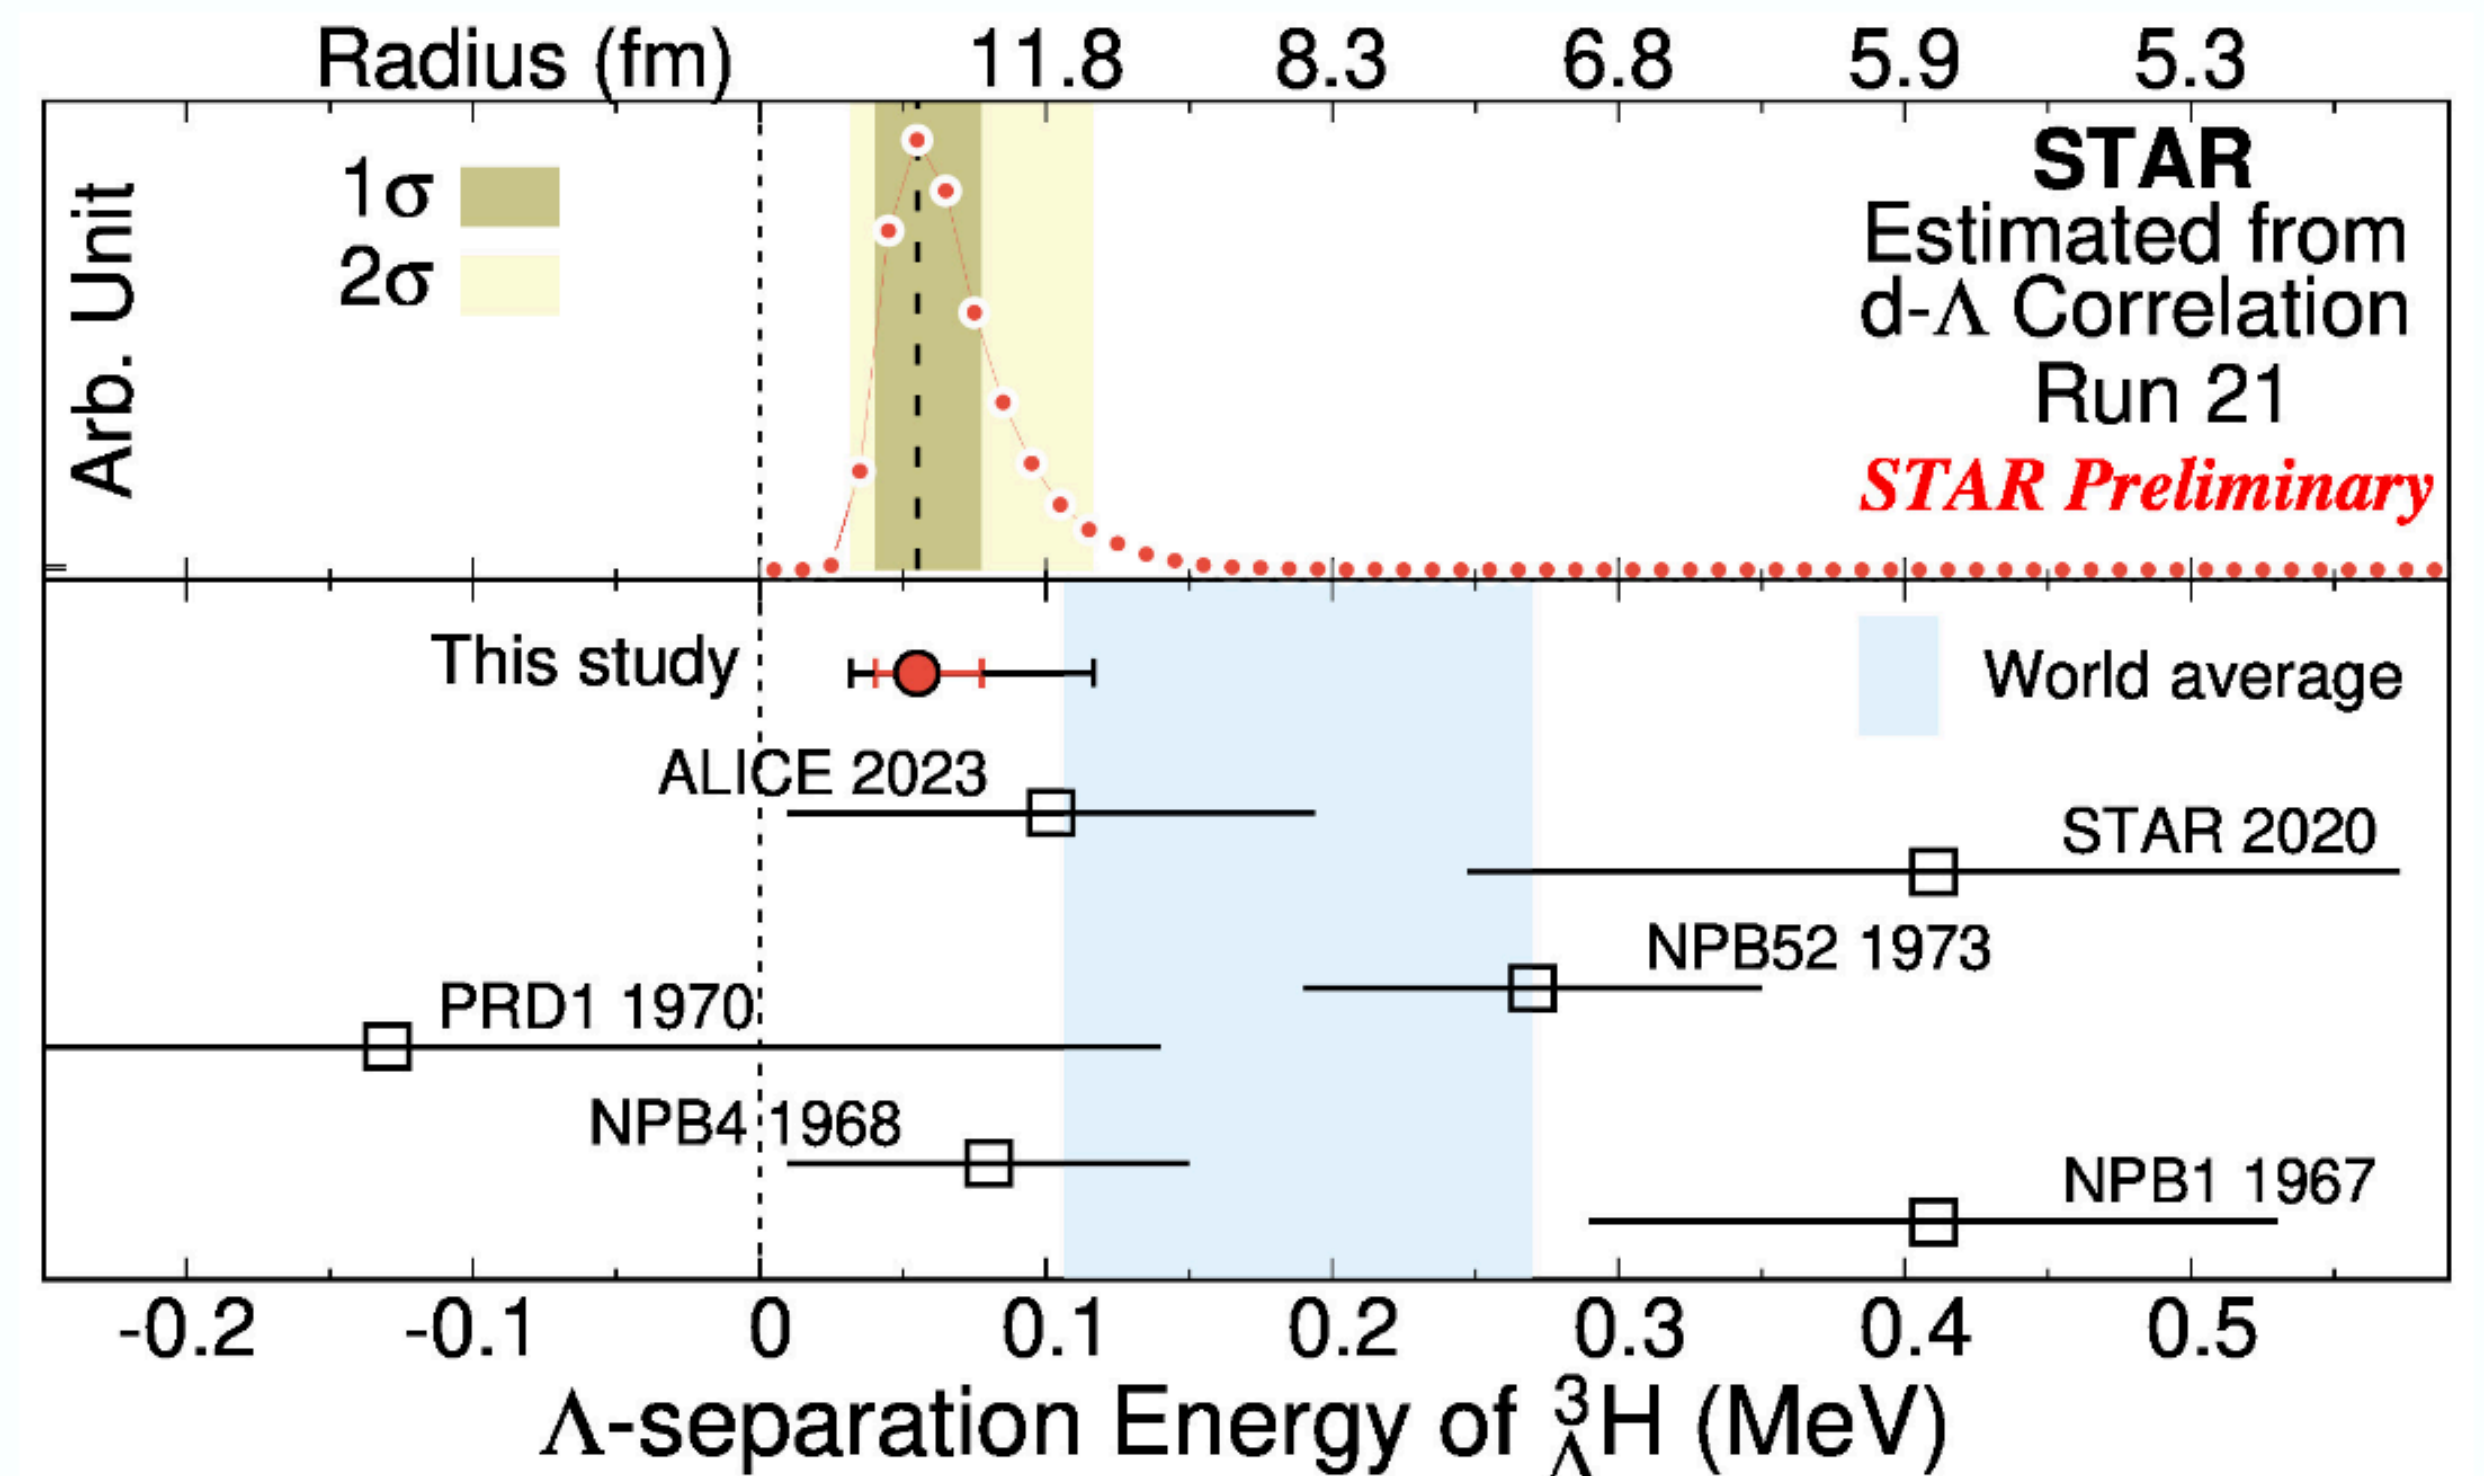 Radius (fm) 11.8 8.3 6.8 5.9 5.3
Arb. Unit
1σ
2σ
STAR
Estimated from
d-Λ Correlation
Run 21
STAR Preliminary
This study
World average
ALICE 2023
STAR 2020
NPB52 1973
PRD1 1970
NPB4 1968
NPB1 1967
-0.2 -0.1 0 0.1 0.2 0.3 0.4 0.5
Λ-separation Energy of ³ΛH (MeV)